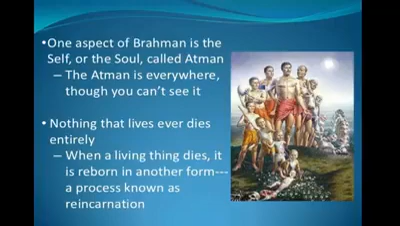 •One aspect of Brahman is the
Self, or the Soul, called Atman
– The Atman is everywhere,
though you can't see it
•Nothing that lives ever dies
entirely
– When a living thing dies, it
is reborn in another form---
a process known as
reincarnation